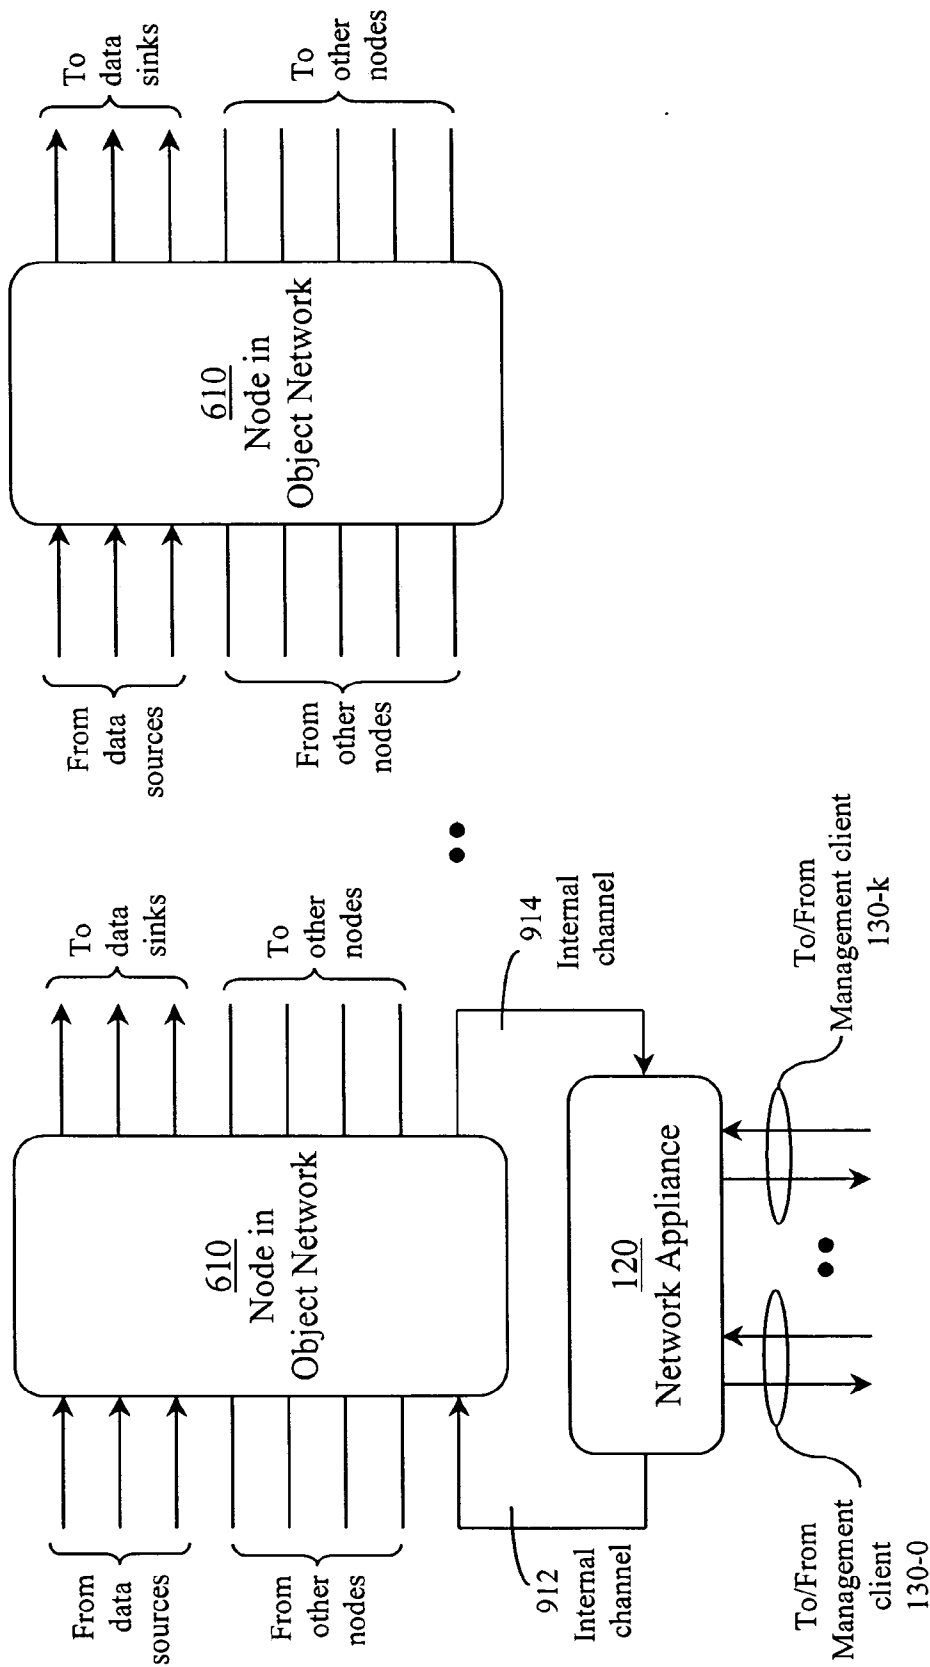 From
data
sources
From
other
nodes
610
Node in
Object Network
To
data
sinks
To
other
nodes
912
Internal
channel
914
Internal
channel
120
Network Appliance
To/From
Management
client
130-0
To/From
Management client
130-k
From
data
sources
From
other
nodes
610
Node in
Object Network
To
data
sinks
To
other
nodes